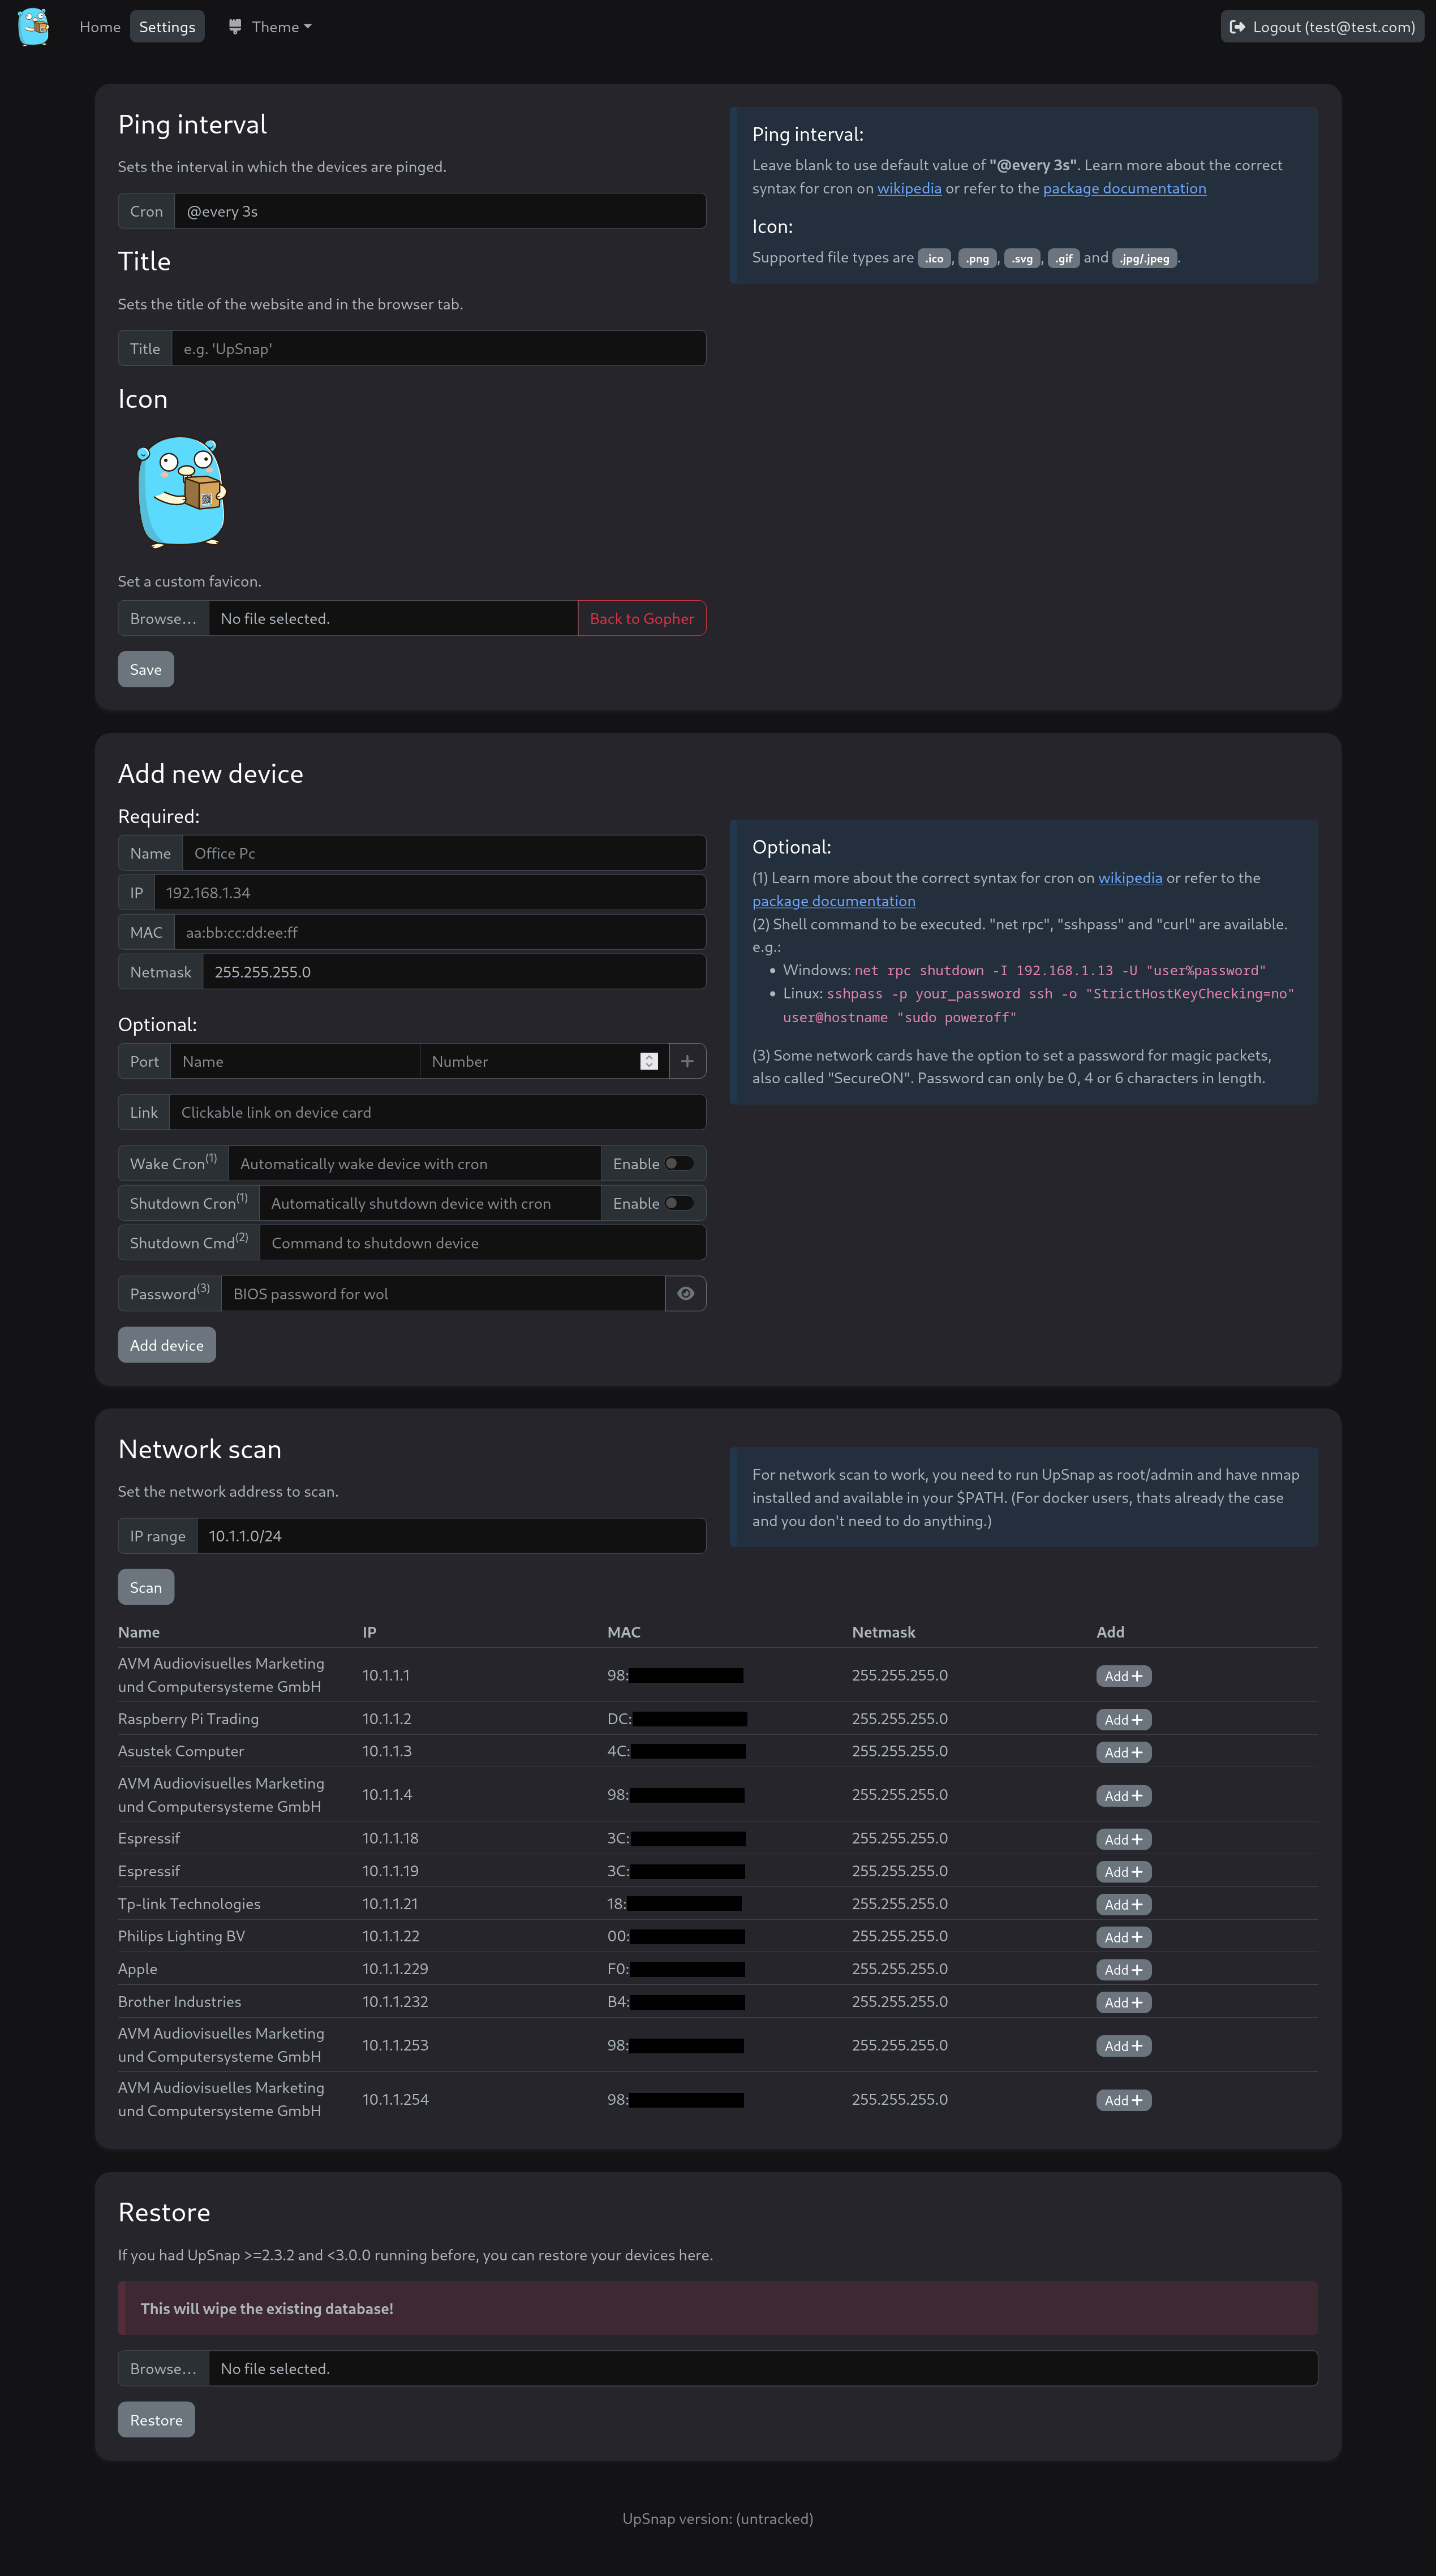 Home
Settings
Theme
Logout (test@test.com)
Ping interval
Sets the interval in which the devices are pinged.
Cron
@every 3s
Title
Sets the title of the website and in the browser tab.
Title
e.g. 'UpSnap'
Icon
Set a custom favicon.
Browse...
No file selected.
Back to Gopher
Save
Ping interval:
Leave blank to use default value of "@every 3s". Learn more about the correct
syntax for cron on wikipedia or refer to the package documentation
Icon:
Supported file types are .ico, .png, .svg, .gif and .jpg/.jpeg.
Add new device
Required:
Name
Office Pc
IP
192.168.1.34
MAC
aa:bb:cc:dd:ee:ff
Netmask
255.255.255.0
Optional:
Port
Name
Number
Link
Clickable link on device card
Wake Cron(1)
Automatically wake device with cron
Enable
Shutdown Cron(1)
Automatically shutdown device with cron
Enable
Shutdown Cmd(2)
Command to shutdown device
Password(3)
BIOS password for wol
Add device
Optional:
(1) Learn more about the correct syntax for cron on wikipedia or refer to the
package documentation
(2) Shell command to be executed. "net rpc", "sshpass" and "curl" are available.
e.g.:
• Windows: net rpc shutdown -I 192.168.1.13 -U "user%password"
• Linux: sshpass -p your_password ssh -o "StrictHostKeyChecking=no"
user@hostname "sudo poweroff"
(3) Some network cards have the option to set a password for magic packets,
also called "SecureON". Password can only be 0, 4 or 6 characters in length.
Network scan
Set the network address to scan.
IP range
10.1.1.0/24
Scan
For network scan to work, you need to run UpSnap as root/admin and have nmap
installed and available in your $PATH. (For docker users, thats already the case
and you don't need to do anything.)
Name IP MAC Netmask Add
AVM Audiovisuelles Marketing
und Computersysteme GmbH
10.1.1.1 98: 255.255.255.0 Add +
Raspberry Pi Trading 10.1.1.2 DC: 255.255.255.0 Add +
Asustek Computer 10.1.1.3 4C: 255.255.255.0 Add +
AVM Audiovisuelles Marketing
und Computersysteme GmbH
10.1.1.4 98: 255.255.255.0 Add +
Espressif 10.1.1.18 3C: 255.255.255.0 Add +
Espressif 10.1.1.19 3C: 255.255.255.0 Add +
Tp-link Technologies 10.1.1.21 18: 255.255.255.0 Add +
Philips Lighting BV 10.1.1.22 00: 255.255.255.0 Add +
Apple 10.1.1.229 F0: 255.255.255.0 Add +
Brother Industries 10.1.1.232 B4: 255.255.255.0 Add +
AVM Audiovisuelles Marketing
und Computersysteme GmbH
10.1.1.253 98: 255.255.255.0 Add +
AVM Audiovisuelles Marketing
und Computersysteme GmbH
10.1.1.254 98: 255.255.255.0 Add +
Restore
If you had UpSnap >=2.3.2 and <3.0.0 running before, you can restore your devices here.
This will wipe the existing database!
Browse...
No file selected.
Restore
UpSnap version: (untracked)